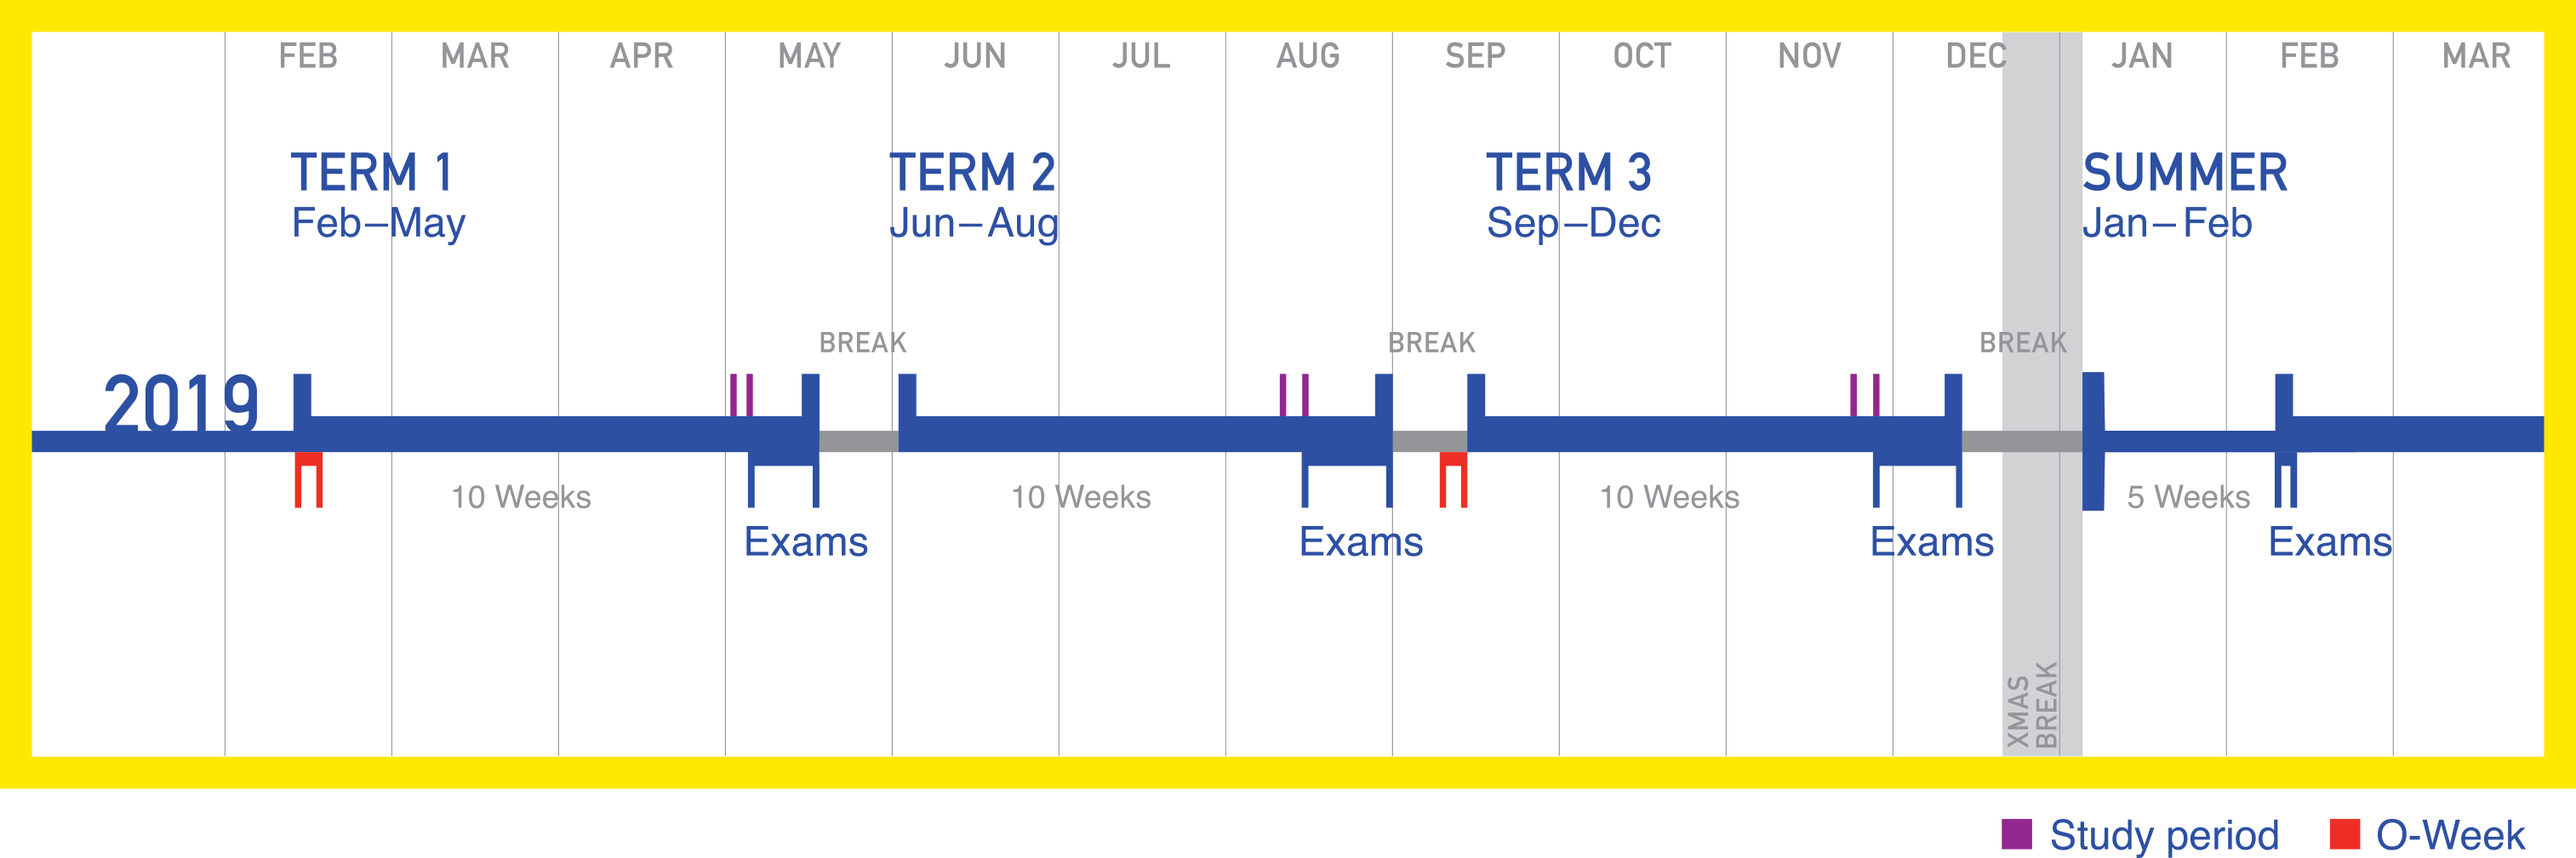 FEB MAR APR MAY JUN JUL AUG SEP OCT NOV DEC JAN FEB MAR
TERM 1 TERM 2 TERM 3 SUMMER
Feb–May Jun–Aug Sep–Dec Jan–Feb
BREAK BREAK BREAK
2019
10 Weeks 10 Weeks 10 Weeks 5 Weeks
Exams Exams Exams Exams
XMAS
BREAK
Study period O-Week